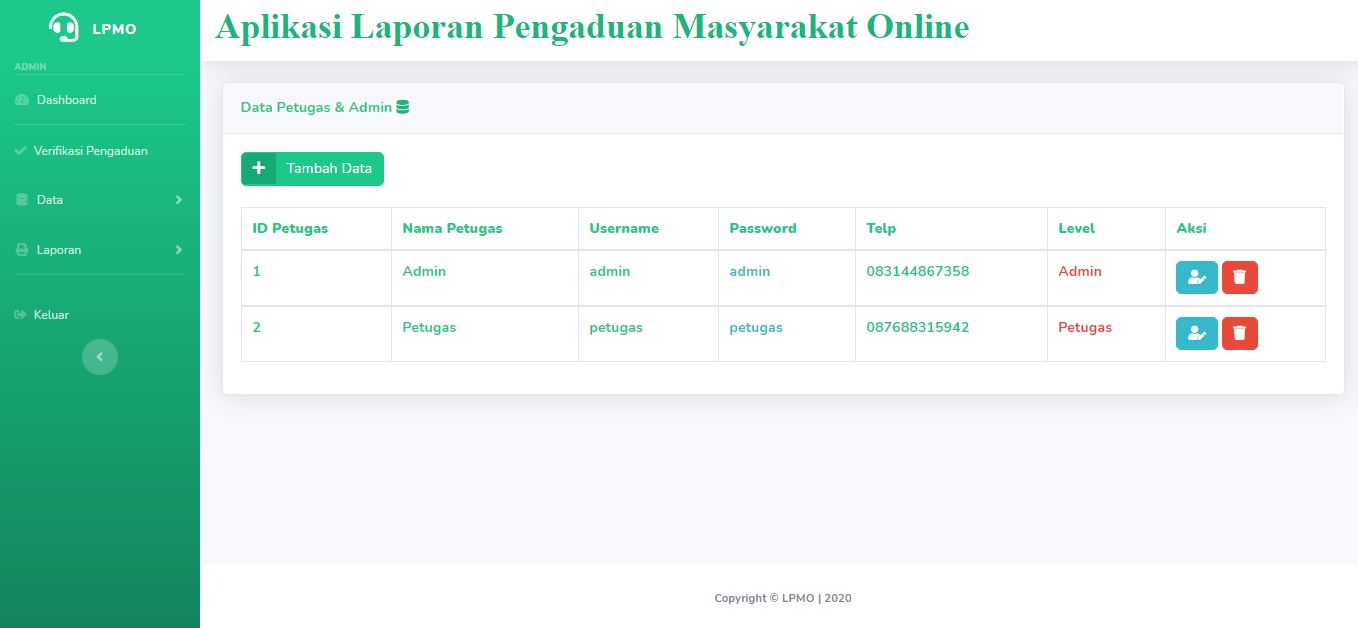 LPMO
Aplikasi Laporan Pengaduan Masyarakat Online
ADMIN
Dashboard
Verifikasi Pengaduan
Data
Laporan
Keluar
Data Petugas & Admin
Tambah Data
ID Petugas Nama Petugas Username Password Telp Level Aksi
1 Admin admin admin 083144867358 Admin
2 Petugas petugas petugas 087688315942 Petugas
Copyright © LPMO | 2020